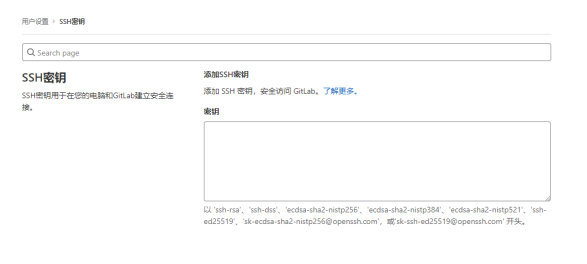 用户设置 › SSH密钥
Search page
SSH密钥
SSH密钥用于在您的电脑和GitLab建立安全连
接。
添加SSH密钥
添加 SSH 密钥，安全访问 GitLab。了解更多。
密钥
以 'ssh-rsa'、'ssh-dss'、'ecdsa-sha2-nistp256'、'ecdsa-sha2-nistp384'、'ecdsa-sha2-nistp521'、'ssh-
ed25519'、'sk-ecdsa-sha2-nistp256@openssh.com'，或'sk-ssh-ed25519@openssh.com' 开头。